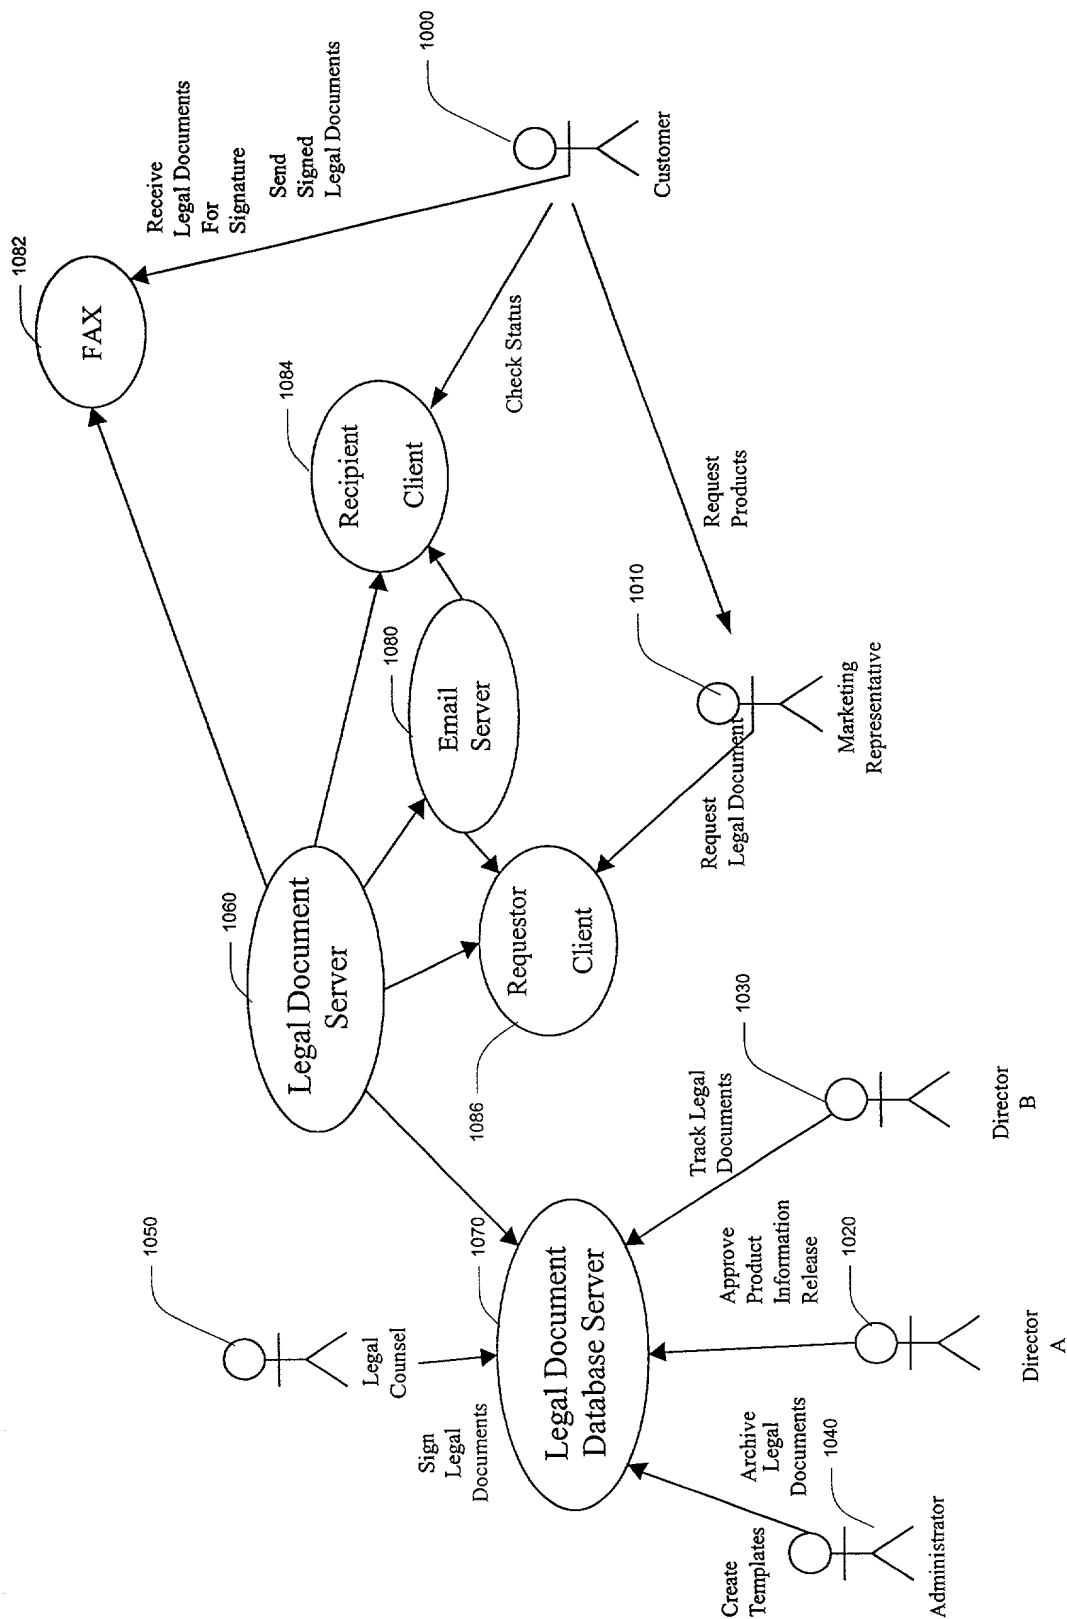 1050
Legal
Counsel
Sign
Legal
Documents
1070
Legal Document
Database Server
Create
Templates
Archive
Legal
Documents
1040
Administrator
Approve
Product
Information
Release
1020
Director
A
Track Legal
Documents
1030
Director
B
1060
Legal Document
Server
1086
Requestor
Client
1080
Email
Server
Request
Legal Document
1010
Marketing
Representative
1084
Recipient
Client
1082
FAX
Receive
Legal Documents
For
Signature
Send
Signed
Legal Documents
Check Status
Request
Products
1000
Customer